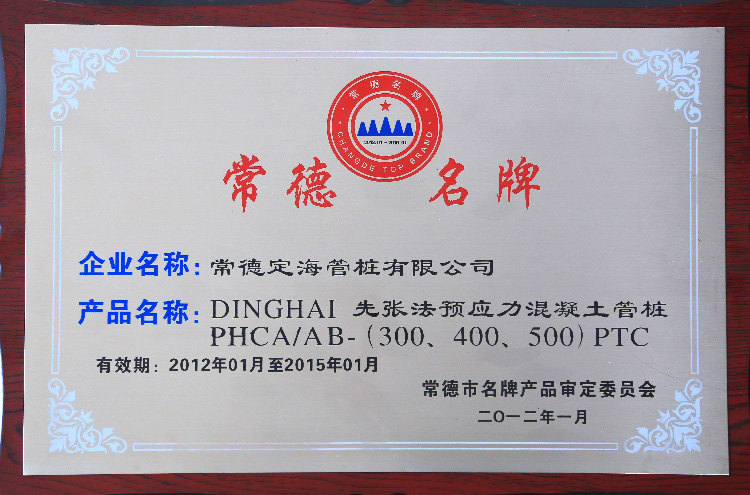 常德名牌
CHANGDE TOP BRAND
常德 名牌
企业名称：常德定海管桩有限公司
产品名称：DINGHAI 先张法预应力混凝土管桩
PHCA/AB-(300、400、500)PTC
有效期：2012年01月至2015年01月
常德市名牌产品审定委员会
二〇一二年一月